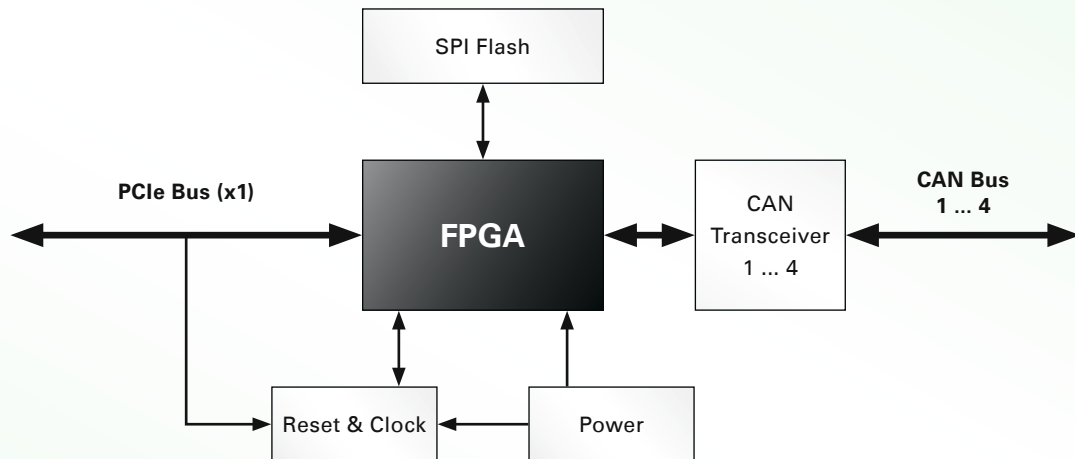 SPI Flash
PCIe Bus (x1)
FPGA
CAN
Transceiver
1 ... 4
CAN Bus
1 ... 4
Reset & Clock
Power